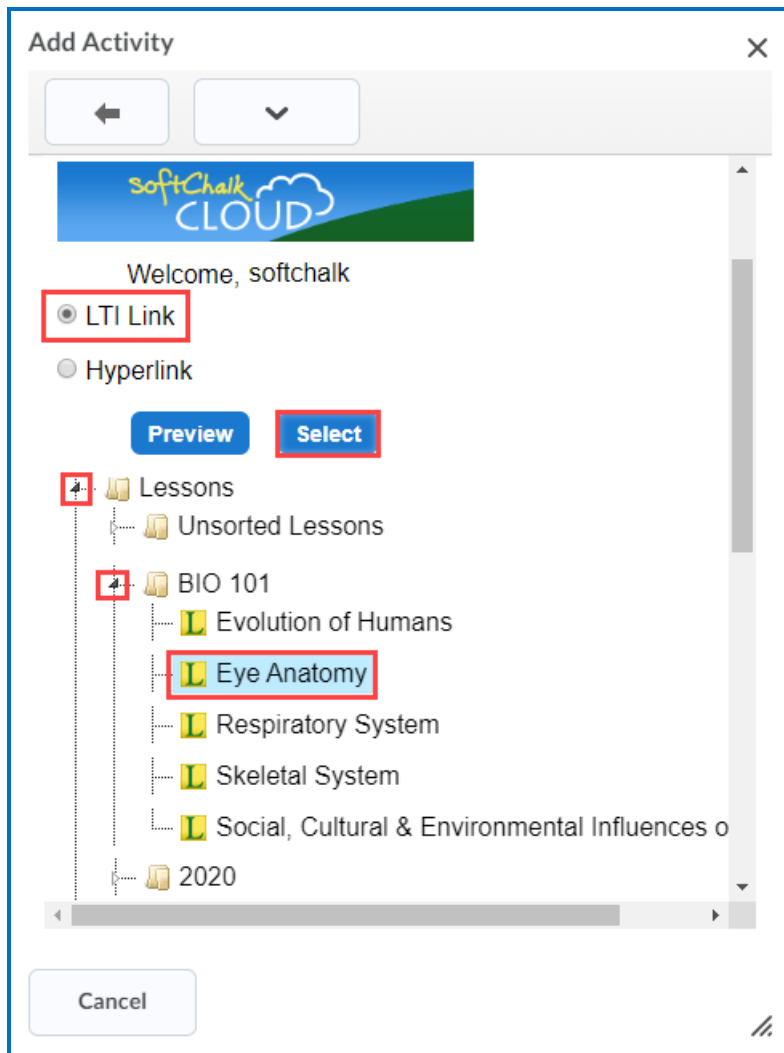 Add Activity
softChalk
CLOUD
Welcome, softchalk
LTI Link
Hyperlink
Preview Select
Lessons
Unsorted Lessons
BIO 101
L Evolution of Humans
L Eye Anatomy
L Respiratory System
L Skeletal System
L Social, Cultural & Environmental Influences o
2020
Cancel